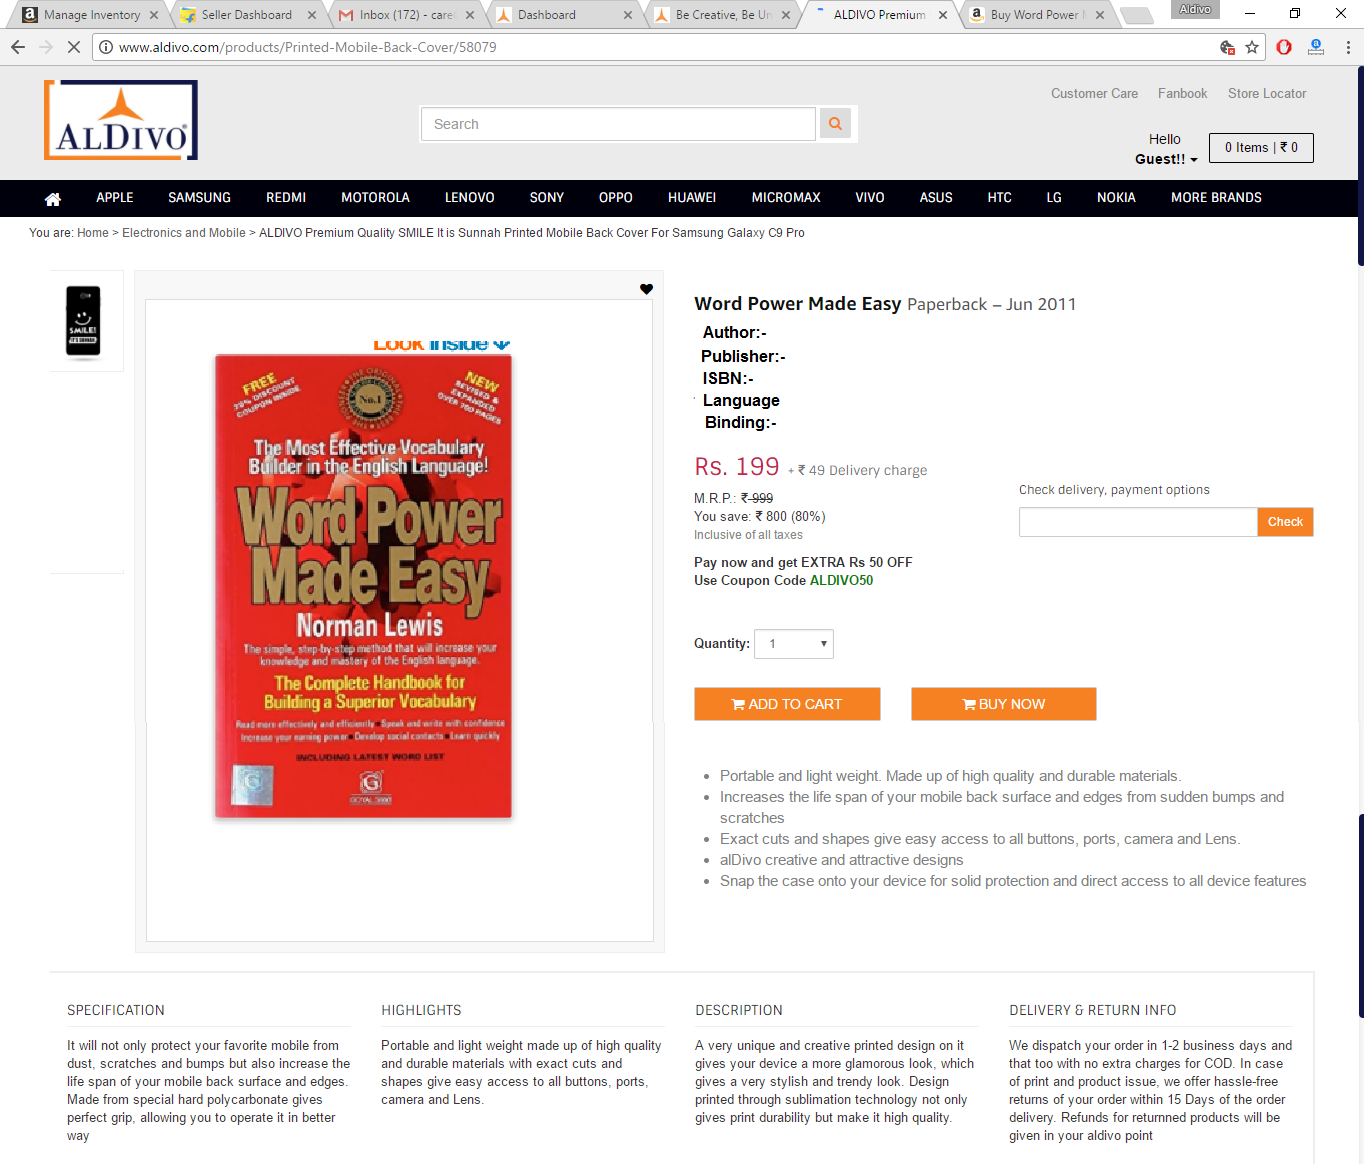 Manage Inventory
Seller Dashboard
Inbox (172) - care
Dashboard
Be Creative, Be Un
ALDIVO Premium
Buy Word Power
Aldivo
www.aldivo.com/products/Printed-Mobile-Back-Cover/58079
ALDIVO
Search
Customer Care Fanbook Store Locator
Hello
Guest!!
0 Items | ₹ 0
APPLE SAMSUNG REDMI MOTOROLA LENOVO SONY OPPO HUAWEI MICROMAX VIVO ASUS HTC LG NOKIA MORE BRANDS
You are: Home > Electronics and Mobile > ALDIVO Premium Quality SMILE It is Sunnah Printed Mobile Back Cover For Samsung Galaxy C9 Pro
SMILE!
IT'S SUNNAH
Look Inside
FREE
70% DISCOUNT
COUPON INSIDE
No.1
NEW
REVISED &
EXPANDED
OVER 700 PAGES
The Most Effective Vocabulary
Builder in the English Language!
Word Power
Made Easy
Norman Lewis
The simple, step-by-step method that will increase your
knowledge and mastery of the English language.
The Complete Handbook for
Building a Superior Vocabulary
Read more effectively and efficiently • Speak and write with confidence
Increase your earning power • Develop social contacts • Learn quickly
INCLUDING LATEST WORD LIST
G
GOYAL
Word Power Made Easy Paperback – Jun 2011
Author:-
Publisher:-
ISBN:-
Language
Binding:-
Rs. 199 + ₹ 49 Delivery charge
M.R.P.: ₹ 999
You save: ₹ 800 (80%)
Inclusive of all taxes
Pay now and get EXTRA Rs 50 OFF
Use Coupon Code ALDIVO50
Check delivery, payment options
Check
Quantity: 1
ADD TO CART
BUY NOW
• Portable and light weight. Made up of high quality and durable materials.
• Increases the life span of your mobile back surface and edges from sudden bumps and
scratches
• Exact cuts and shapes give easy access to all buttons, ports, camera and Lens.
• alDivo creative and attractive designs
• Snap the case onto your device for solid protection and direct access to all device features
SPECIFICATION
It will not only protect your favorite mobile from
dust, scratches and bumps but also increase the
life span of your mobile back surface and edges.
Made from special hard polycarbonate gives
perfect grip, allowing you to operate it in better
way
HIGHLIGHTS
Portable and light weight made up of high quality
and durable materials with exact cuts and
shapes give easy access to all buttons, ports,
camera and Lens.
DESCRIPTION
A very unique and creative printed design on it
gives your device a more glamorous look, which
gives a very stylish and trendy look. Design
printed through sublimation technology not only
gives print durability but make it high quality.
DELIVERY & RETURN INFO
We dispatch your order in 1-2 business days and
that too with no extra charges for COD. In case
of print and product issue, we offer hassle-free
returns of your order within 15 Days of the order
delivery. Refunds for returnned products will be
given in your aldivo point